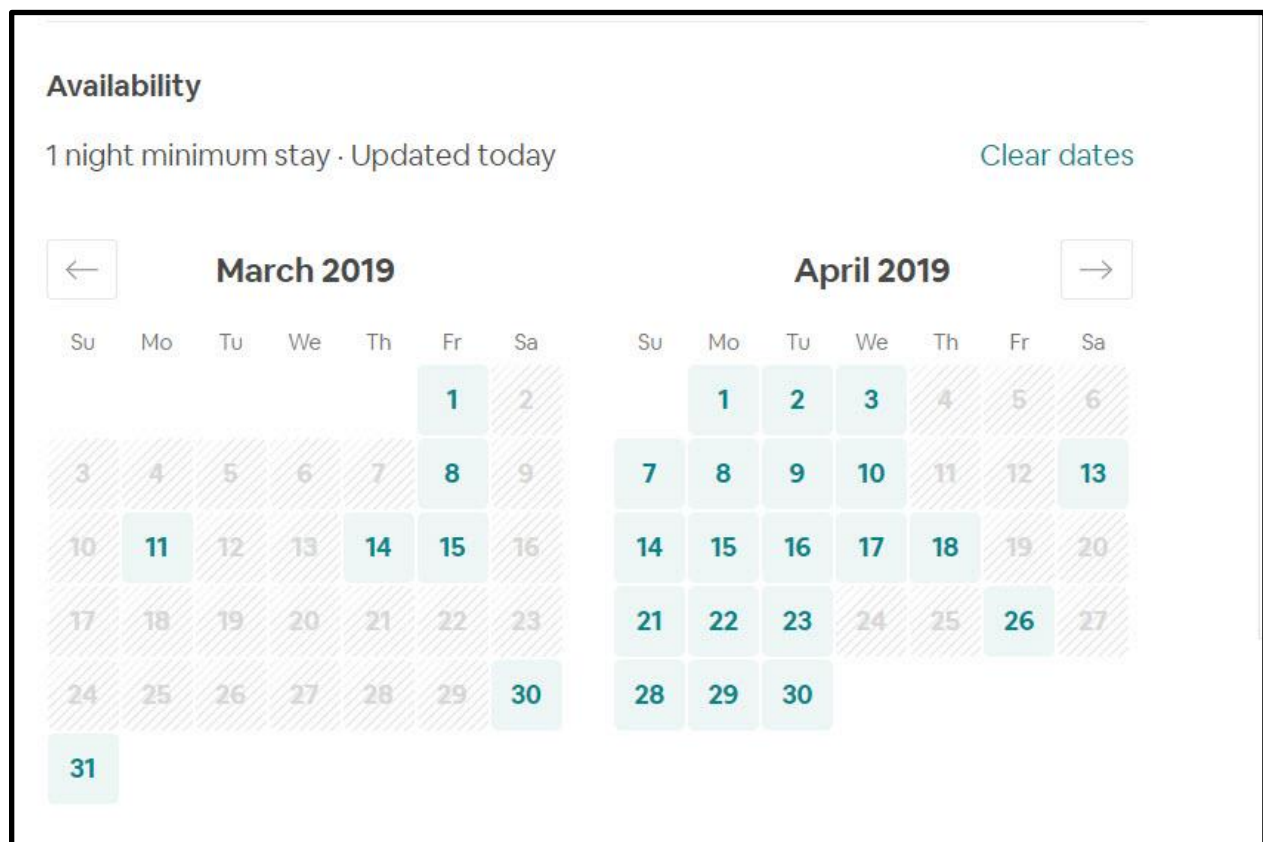 Availability
1 night minimum stay · Updated today
Clear dates
← March 2019
Su Mo Tu We Th Fr Sa
1 2
3 4 5 6 7 8 9
10 11 12 13 14 15 16
17 18 19 20 21 22 23
24 25 26 27 28 29 30
31
April 2019 →
Su Mo Tu We Th Fr Sa
1 2 3 4 5 6
7 8 9 10 11 12 13
14 15 16 17 18 19 20
21 22 23 24 25 26 27
28 29 30